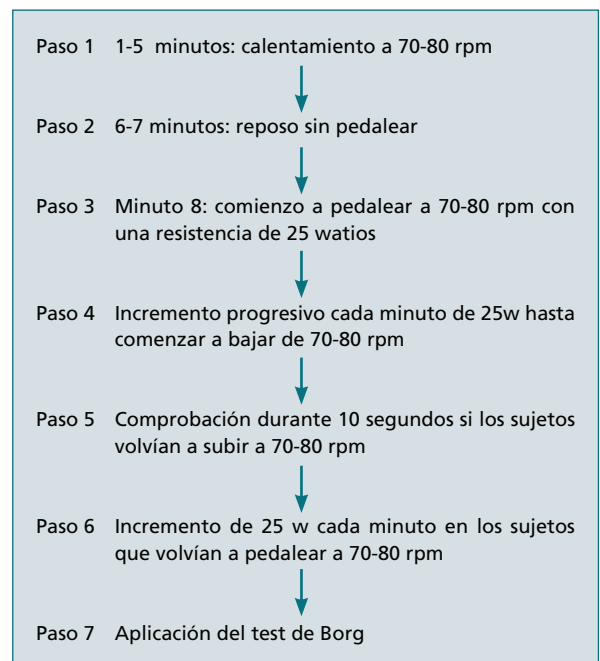 Paso 1 1-5 minutos: calentamiento a 70-80 rpm
Paso 2 6-7 minutos: reposo sin pedalear
Paso 3 Minuto 8: comienzo a pedalear a 70-80 rpm con
una resistencia de 25 watios
Paso 4 Incremento progresivo cada minuto de 25w hasta
comenzar a bajar de 70-80 rpm
Paso 5 Comprobación durante 10 segundos si los sujetos
volvían a subir a 70-80 rpm
Paso 6 Incremento de 25 w cada minuto en los sujetos
que volvían a pedalear a 70-80 rpm
Paso 7 Aplicación del test de Borg